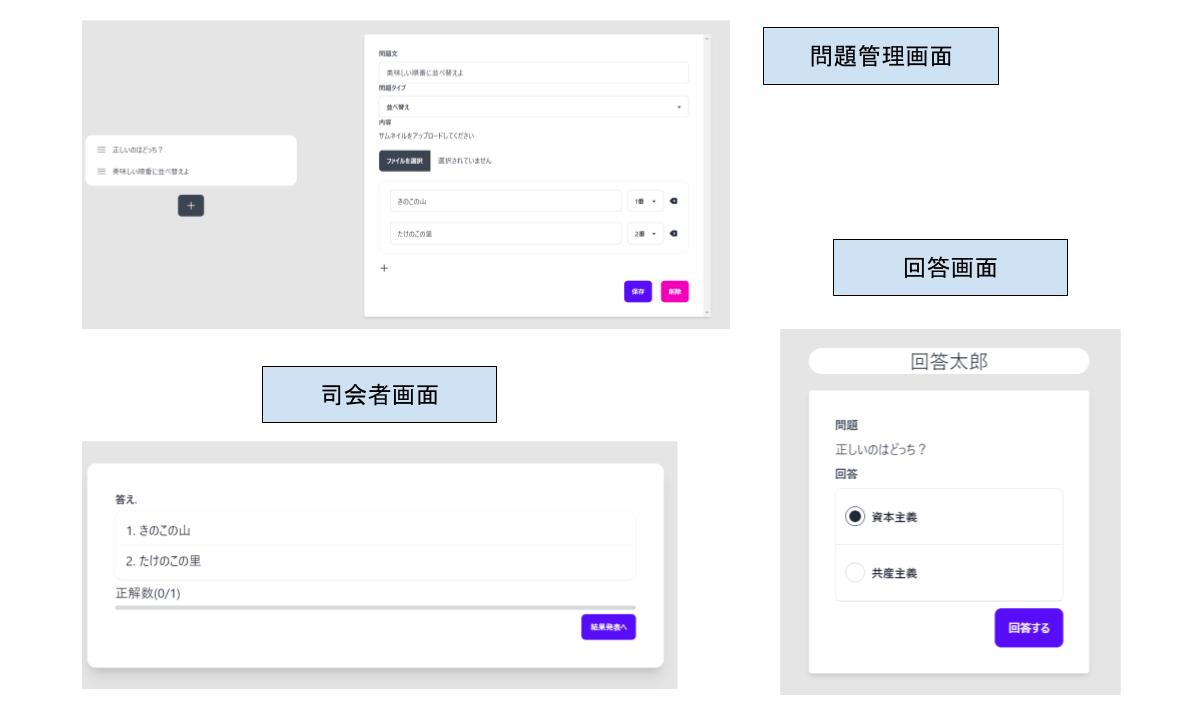 問題管理画面
問題文
美味しい順番に並べ替えよ
問題タイプ
並べ替え
内容
サムネイルをアップロードしてください
ファイルを選択 選択されていません
きのこの山 1番
たけのこの里 2番
+
保存 削除
正しいのはどっち？
美味しい順番に並べ替えよ
+
回答画面
回答太郎
問題
正しいのはどっち？
回答
資本主義
共産主義
回答する
司会者画面
答え.
1. きのこの山
2. たけのこの里
正解数(0/1)
結果発表へ